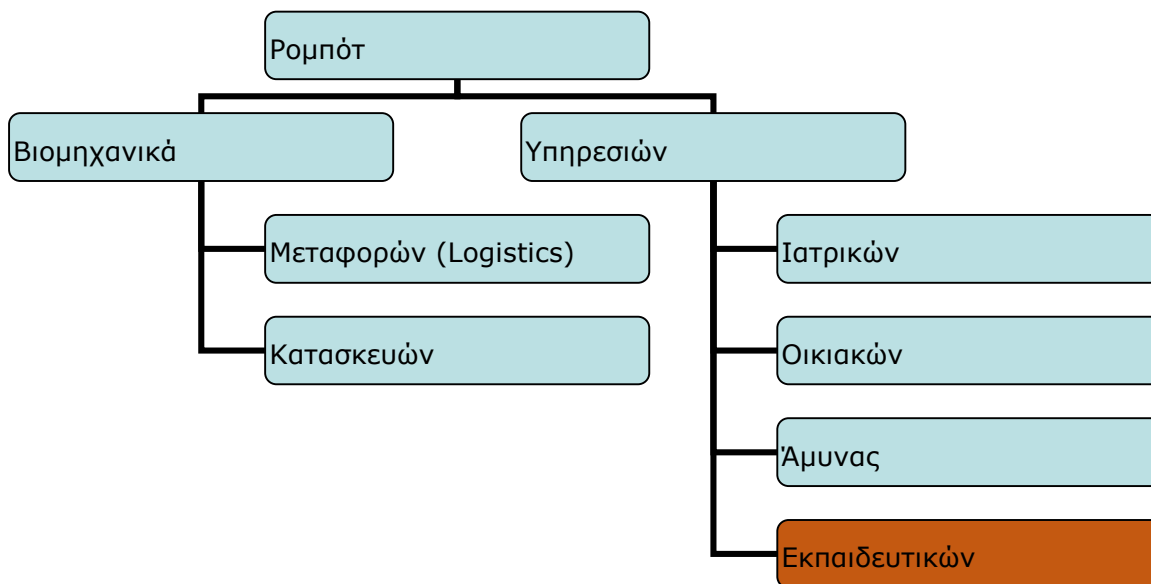 Ρομπότ
Βιομηχανικά
Υπηρεσιών
Μεταφορών (Logistics)
Κατασκευών
Ιατρικών
Οικιακών
Άμυνας
Εκπαιδευτικών